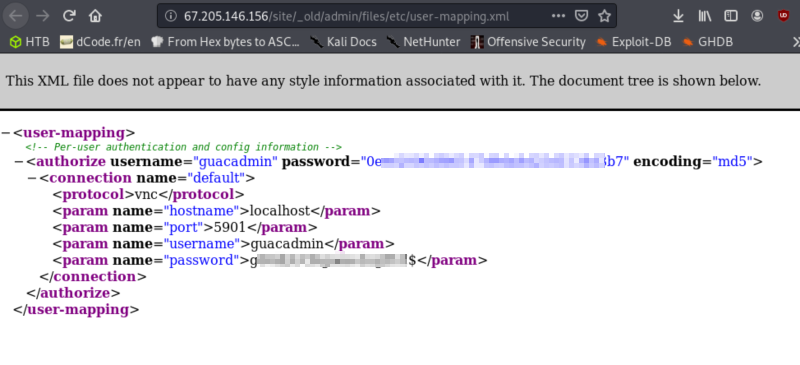 67.205.146.156/site/_old/admin/files/etc/user-mapping.xml
HTB dCode.fr/en From Hex bytes to ASC... Kali Docs NetHunter Offensive Security Exploit-DB GHDB
This XML file does not appear to have any style information associated with it. The document tree is shown below.
−<user-mapping>
<!-- Per-user authentication and config information -->
−<authorize username="guacadmin" password="0e 3b7" encoding="md5">
−<connection name="default">
<protocol>vnc</protocol>
<param name="hostname">localhost</param>
<param name="port">5901</param>
<param name="username">guacadmin</param>
<param name="password">g $</param>
</connection>
</authorize>
</user-mapping>